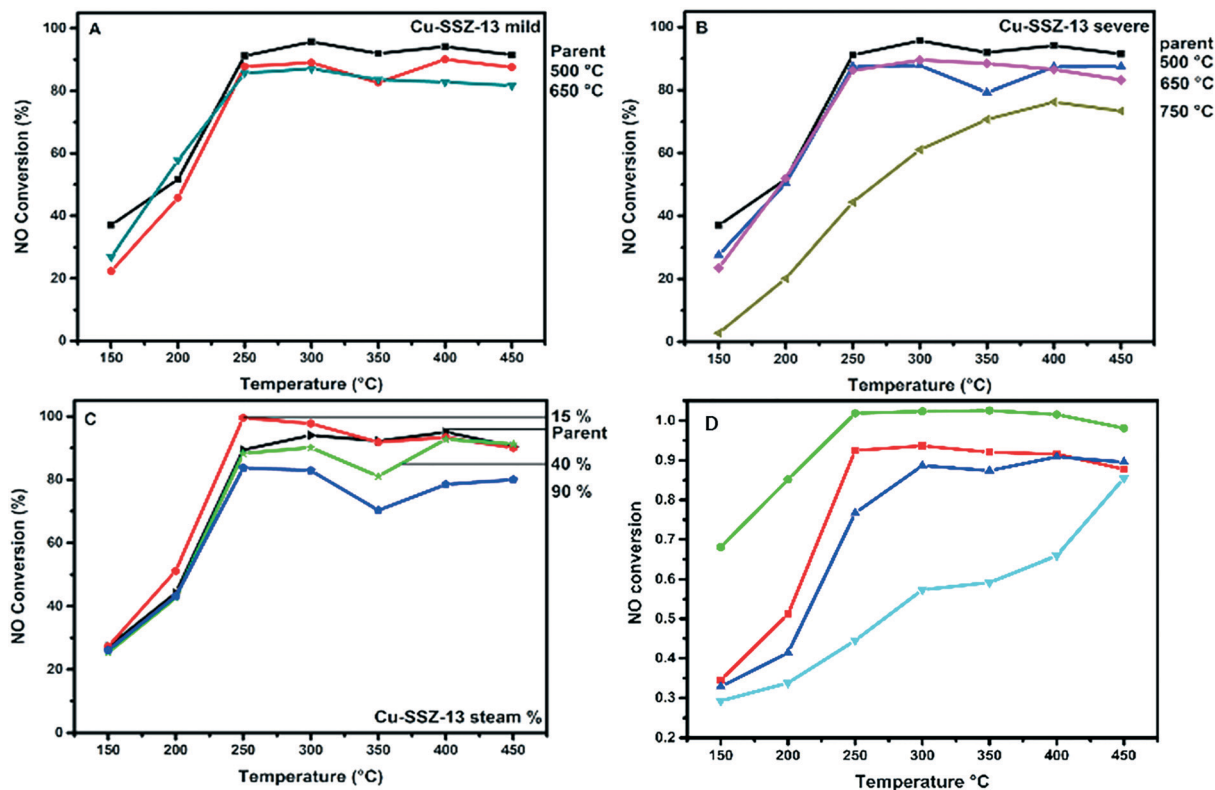 A
Cu-SSZ-13 mild
Parent
500 °C
650 °C
NO Conversion (%)
100
80
60
40
20
0
150 200 250 300 350 400 450
Temperature (°C)
B
Cu-SSZ-13 severe
parent
500 °C
650 °C
750 °C
NO Conversion (%)
100
80
60
40
20
0
150 200 250 300 350 400 450
Temperature (°C)
C
15 %
Parent
40 %
90 %
NO Conversion (%)
100
80
60
40
20
0
Cu-SSZ-13 steam %
150 200 250 300 350 400 450
Temperature (°C)
D
NO conversion
1.0
0.9
0.8
0.7
0.6
0.5
0.4
0.3
0.2
150 200 250 300 350 400 450
Temperature °C